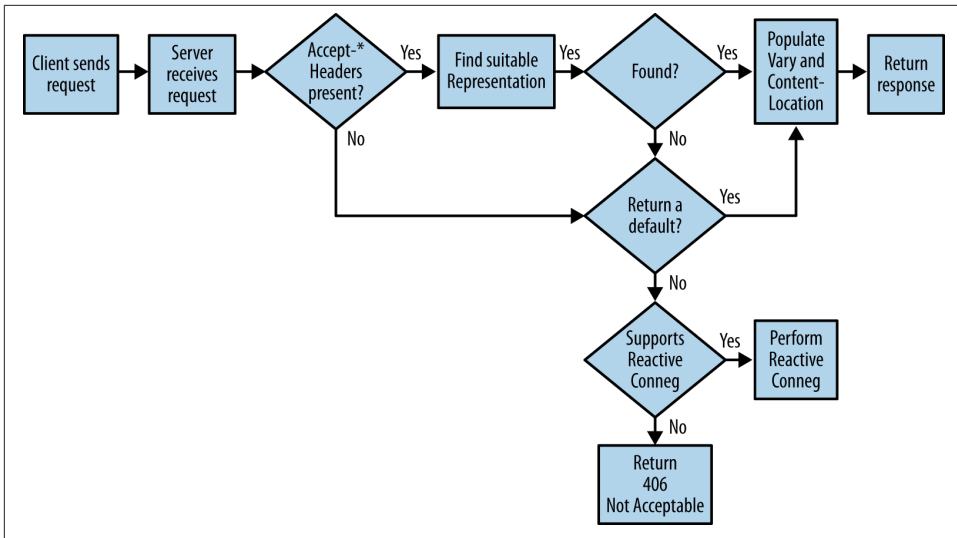 Client sends
request
Server
receives
request
Accept-*
Headers
present?
Yes
Find suitable
Representation
Yes
Found?
Yes
Populate
Vary and
Content-
Location
Return
response
No
No
Return a
default?
Yes
No
Supports
Reactive
Conneg
Yes
Perform
Reactive
Conneg
No
Return
406
Not Acceptable